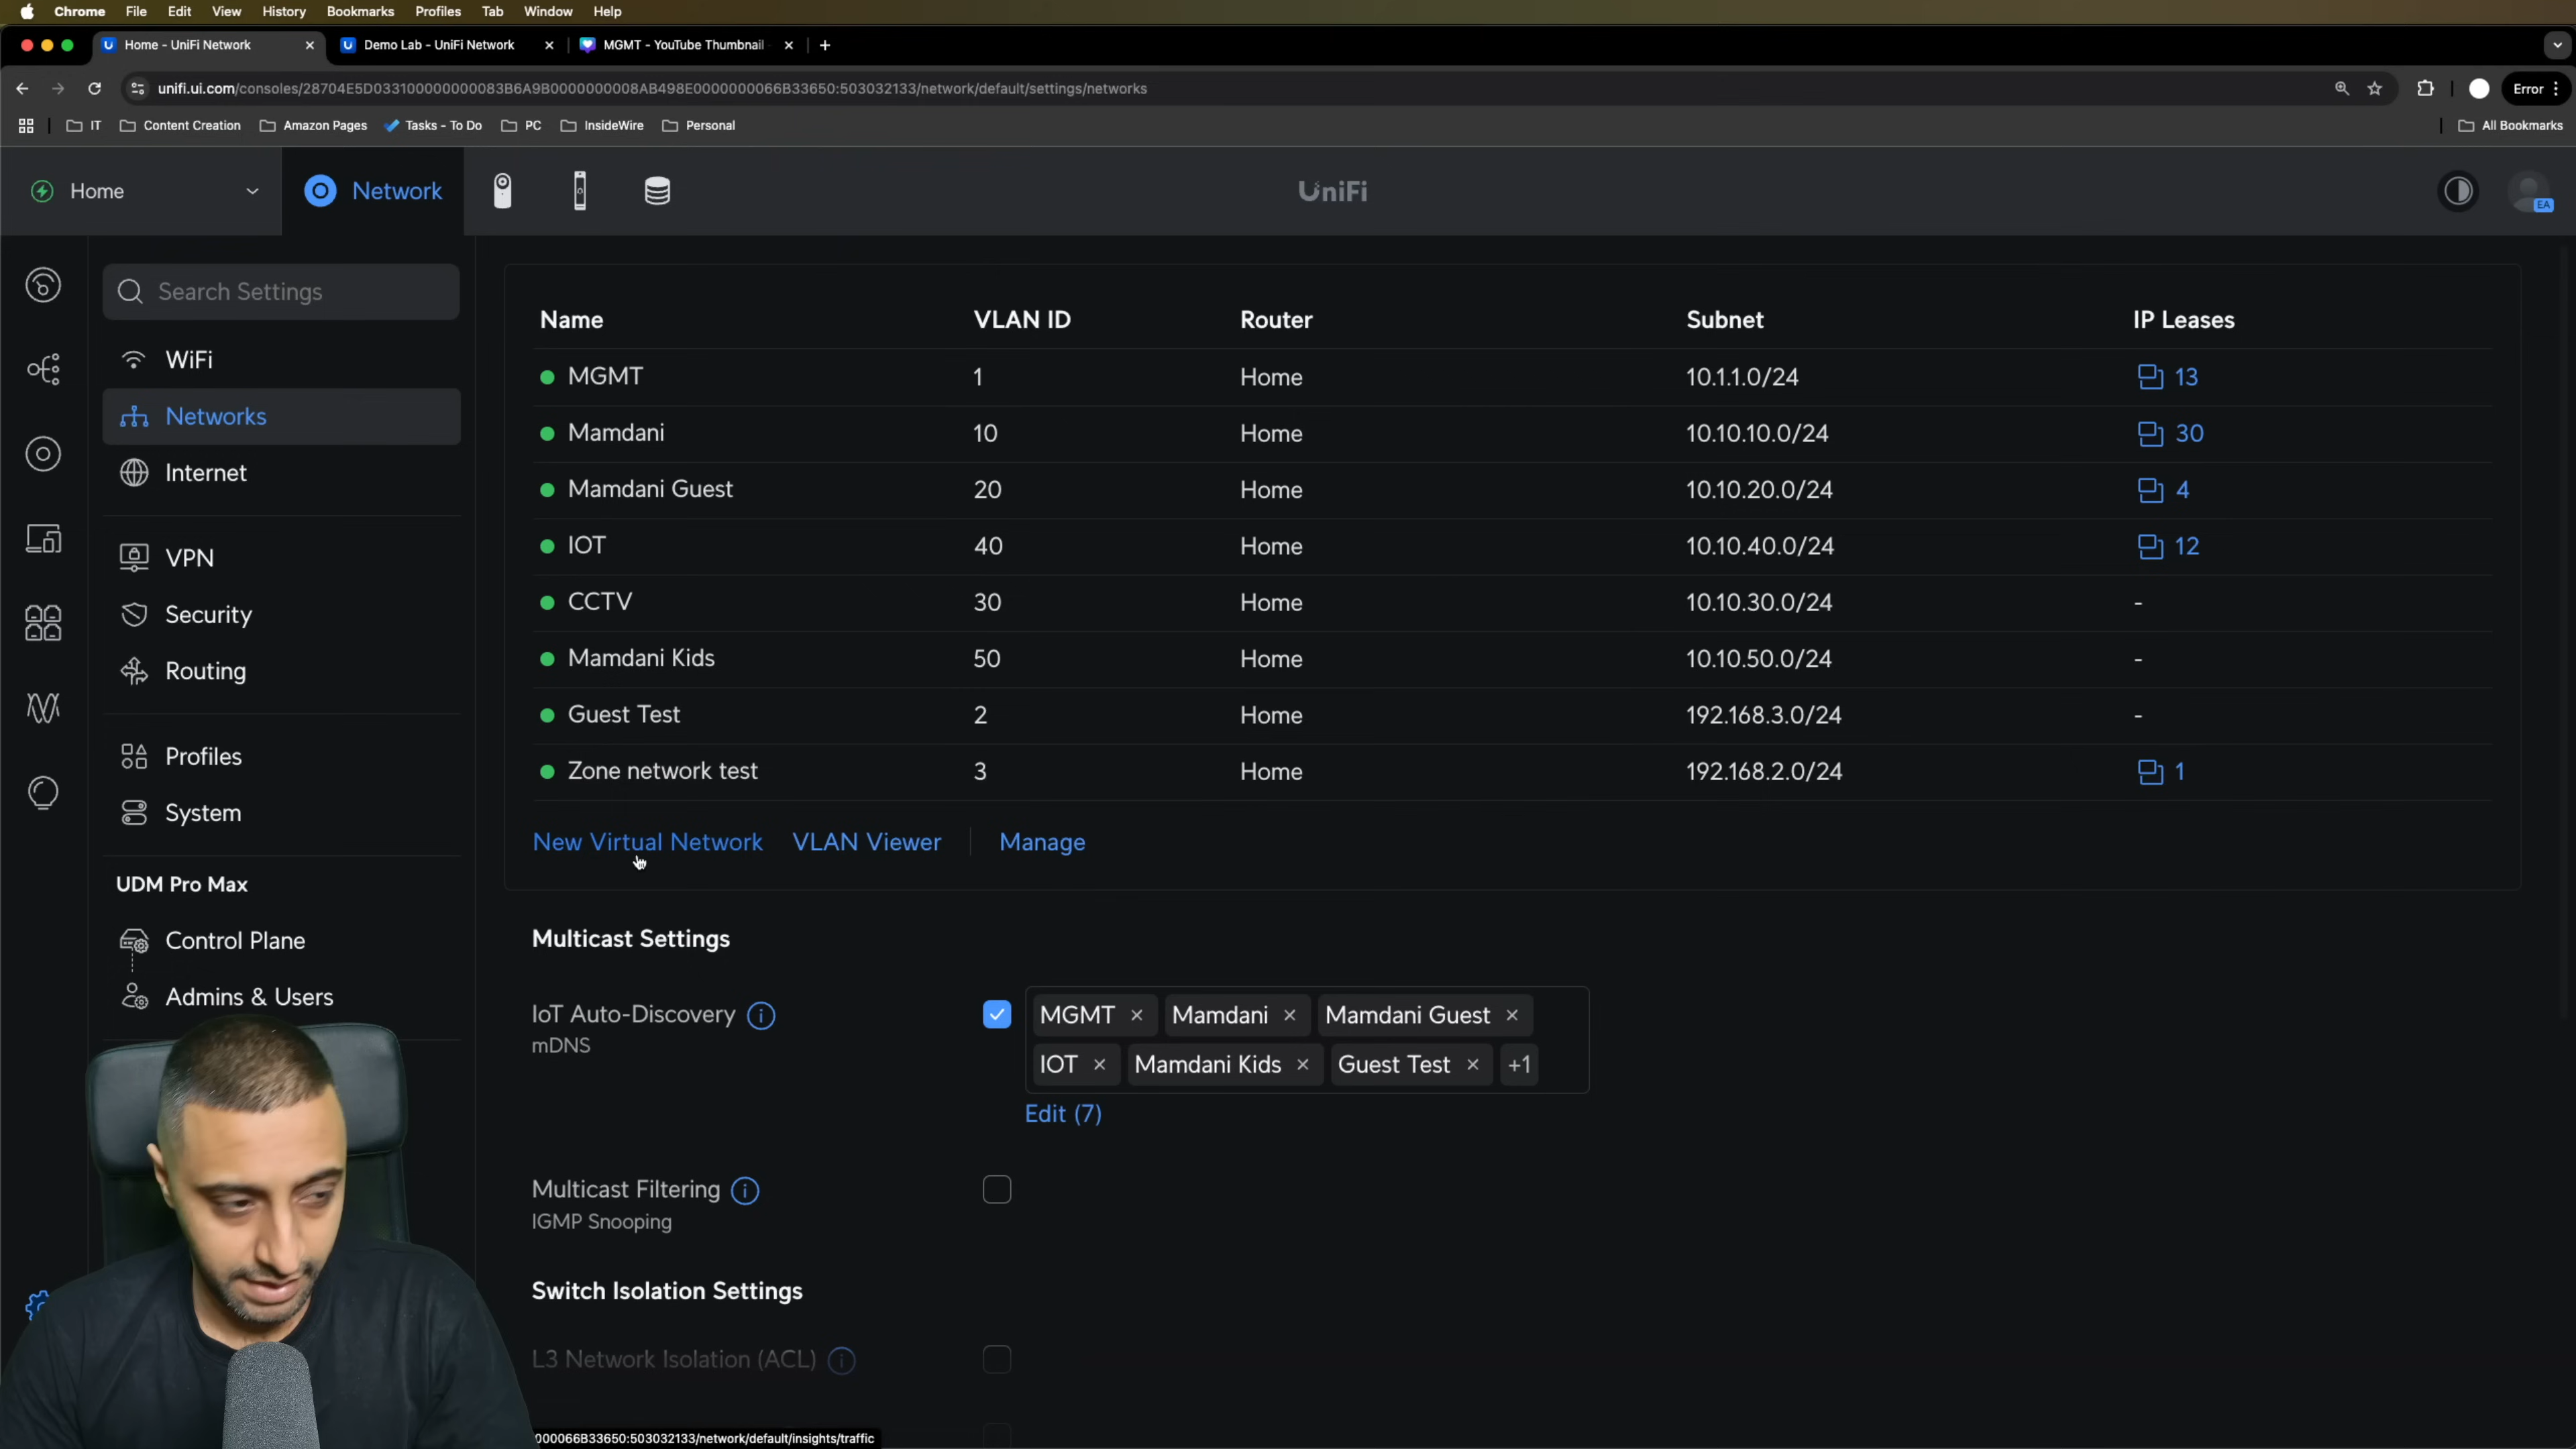 Chrome File Edit View History Bookmarks Profiles Tab Window Help
Home - UniFi Network Demo Lab - UniFi Network MGMT - YouTube Thumbnail
unifi.ui.com/consoles/28704E5D033100000000083B6A9B0000000008AB498E0000000066B33650:503032133/network/default/settings/networks Error
IT Content Creation Amazon Pages Tasks - To Do PC InsideWire Personal All Bookmarks
Home Network UniFi EA
Search Settings
WiFi
Networks
Internet
VPN
Security
Routing
Profiles
System
UDM Pro Max
Control Plane
Admins & Users
Name VLAN ID Router Subnet IP Leases
MGMT 1 Home 10.1.1.0/24 13
Mamdani 10 Home 10.10.10.0/24 30
Mamdani Guest 20 Home 10.10.20.0/24 4
IOT 40 Home 10.10.40.0/24 12
CCTV 30 Home 10.10.30.0/24 -
Mamdani Kids 50 Home 10.10.50.0/24 -
Guest Test 2 Home 192.168.3.0/24 -
Zone network test 3 Home 192.168.2.0/24 1
New Virtual Network VLAN Viewer Manage
Multicast Settings
IoT Auto-Discovery MGMT Mamdani Mamdani Guest
mDNS
IOT Mamdani Kids Guest Test +1
Edit (7)
Multicast Filtering
IGMP Snooping
Switch Isolation Settings
L3 Network Isolation (ACL)
000066B33650:503032133/network/default/insights/traffic